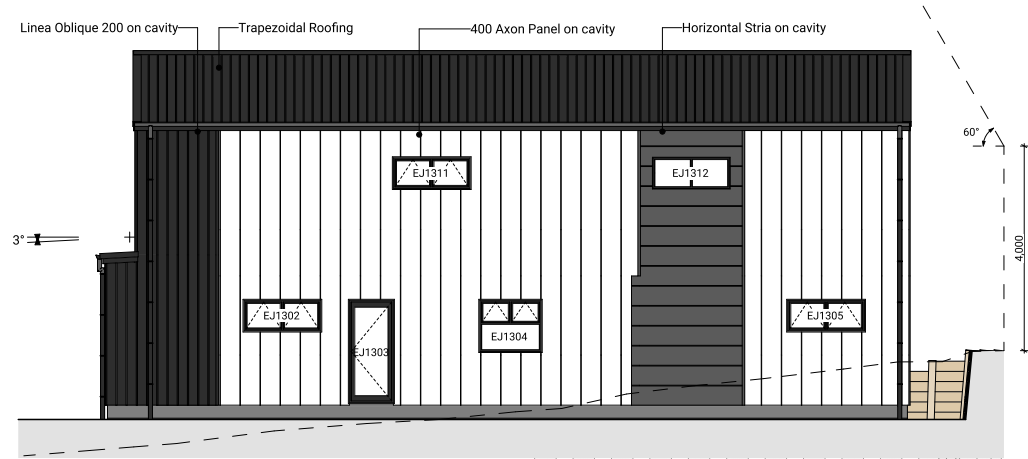 Linea Oblique 200 on cavity
Trapezoidal Roofing
400 Axon Panel on cavity
Horizontal Stria on cavity
60°
EJ1311
EJ1312
3°
4,000
EJ1302
EJ1303
EJ1304
EJ1305